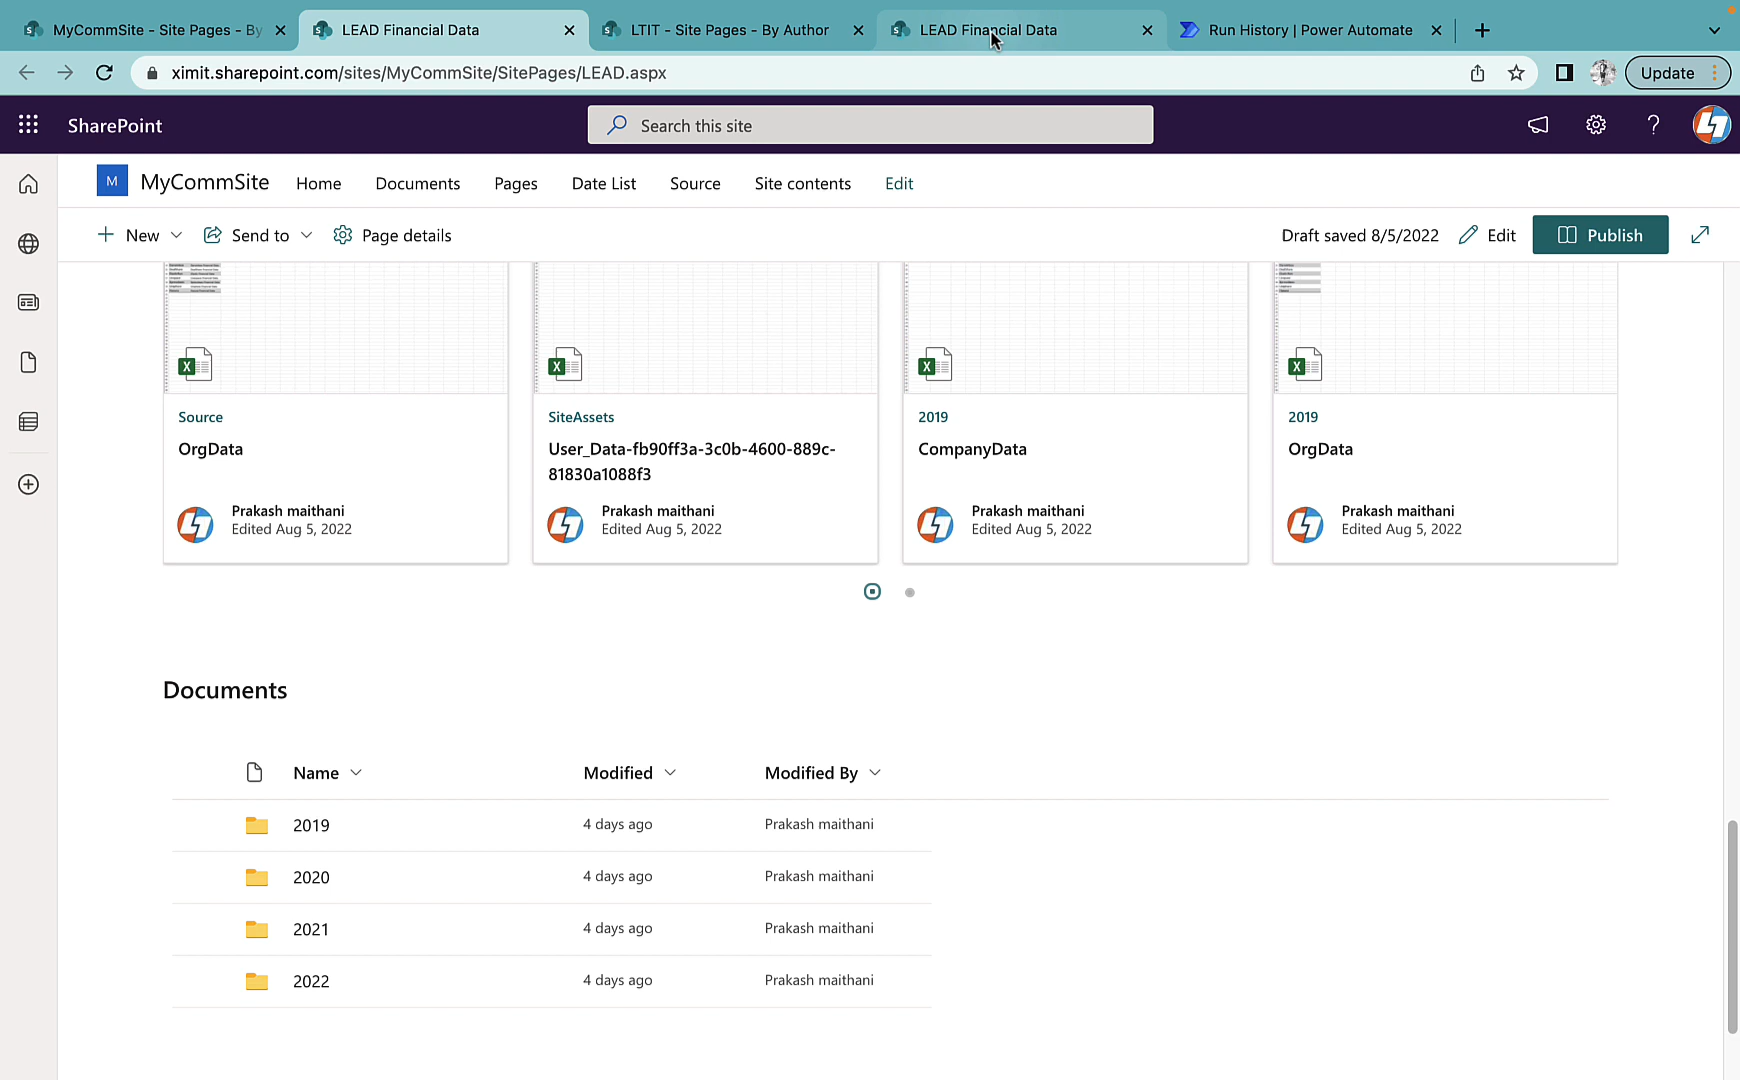 MyCommSite - Site Pages - By
LEAD Financial Data
LTIT - Site Pages - By Author
LEAD Financial Data
Run History | Power Automate
ximit.sharepoint.com/sites/MyCommSite/SitePages/LEAD.aspx
Update
SharePoint
Search this site
M
MyCommSite
Home
Documents
Pages
Date List
Source
Site contents
Edit
New
Send to
Page details
Draft saved 8/5/2022
Edit
Publish
Source
OrgData
Prakash maithani
Edited Aug 5, 2022
SiteAssets
User_Data-fb90ff3a-3c0b-4600-889c-
81830a1088f3
Prakash maithani
Edited Aug 5, 2022
2019
CompanyData
Prakash maithani
Edited Aug 5, 2022
2019
OrgData
Prakash maithani
Edited Aug 5, 2022
Documents
Name
Modified
Modified By
2019
4 days ago
Prakash maithani
2020
4 days ago
Prakash maithani
2021
4 days ago
Prakash maithani
2022
4 days ago
Prakash maithani